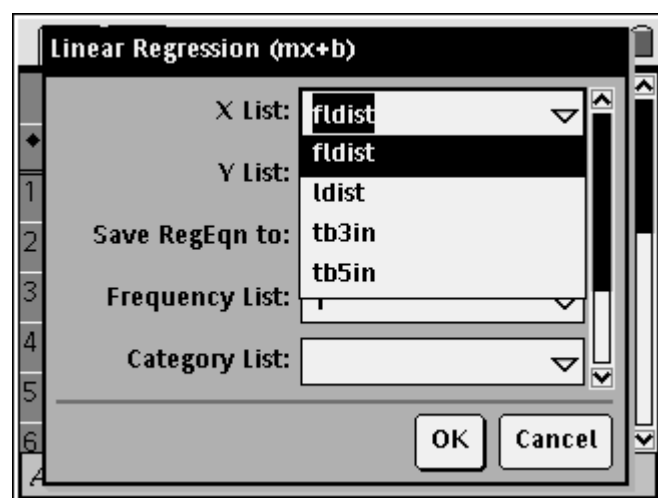 Linear Regression (mx+b)
X List: fldist
fldist
Y List:
ldist
Save RegEqn to: tb3in
tb5in
Frequency List:
Category List:
OK Cancel
1
2
3
4
5
6
A